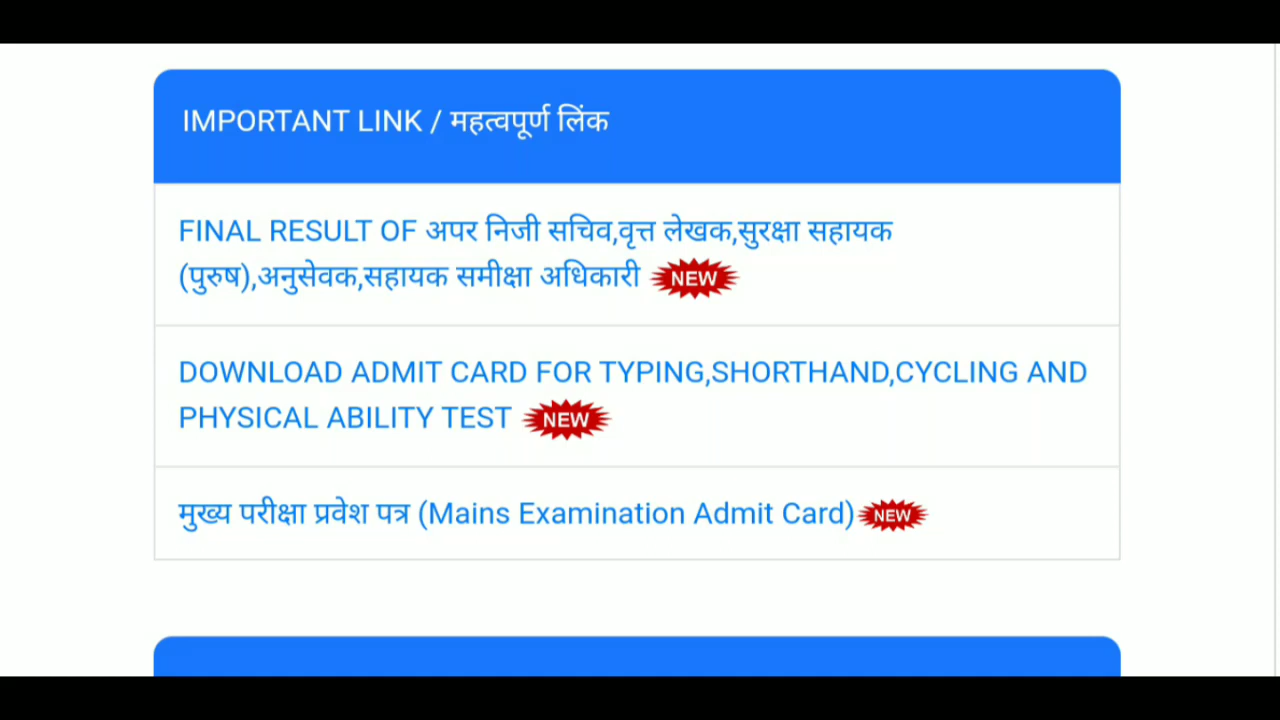 IMPORTANT LINK / महत्वपूर्ण लिंक
FINAL RESULT OF अपर निजी सचिव,वृत्त लेखक,सुरक्षा सहायक
(पुरुष),अनुसेवक,सहायक समीक्षा अधिकारी NEW
DOWNLOAD ADMIT CARD FOR TYPING,SHORTHAND,CYCLING AND
PHYSICAL ABILITY TEST NEW
मुख्य परीक्षा प्रवेश पत्र (Mains Examination Admit Card) NEW